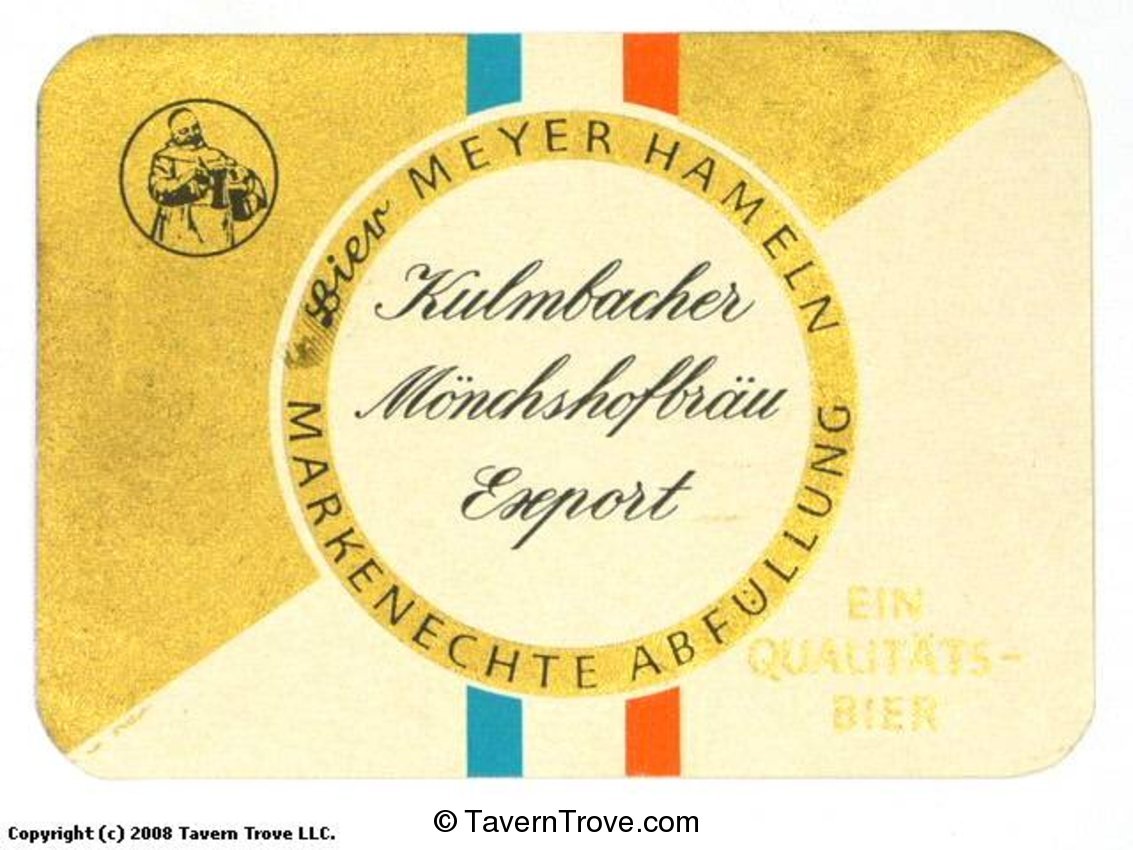 Bier MEYER HAMELN
Kulmbacher
Mönchshofbräu
Export
MARKENECHTE ABFÜLLUNG
EIN
QUALITÄTS-
BIER
Copyright (c) 2008 Tavern Trove LLC.
© TavernTrove.com